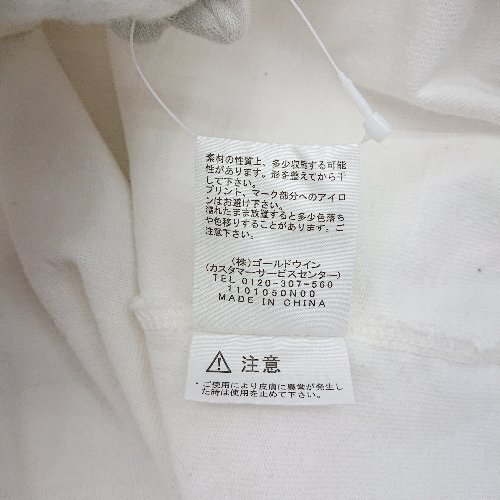 素材の性質上、多少収縮する可能
性があります。形を整えてから干
して下さい。
プリント、マーク部分へのアイロ
ンはお避け下さい。
濡れたまま放置すると多少色落ち
や色移りすることがあります。ご
注意下さい。
(株)ゴールドウイン
(カスタマーサービスセンター)
TEL 0120-307-560
1101050N00
MADE IN CHINA
注意
・ご使用により皮膚に異常が発生し
た時は使用を止めて下さい。